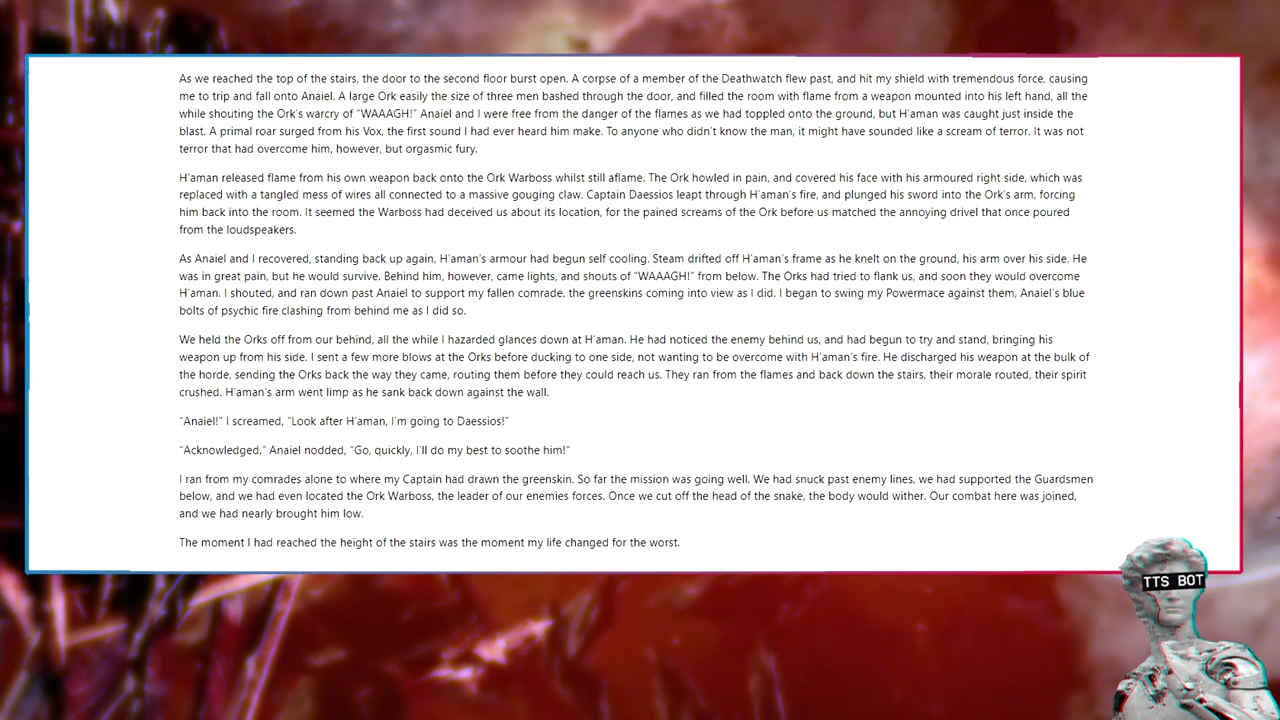 As we reached the top of the stairs, the door to the second floor burst open. A corpse of a member of the Deathwatch flew past, and hit my shield with tremendous force, causing
me to trip and fall onto Anaiel. A large Ork easily the size of three men bashed through the door, and filled the room with flame from a weapon mounted into his left hand, all the
while shouting the Ork's warcry of "WAAAGH!" Anaiel and I were free from the danger of the flames as we had toppled onto the ground, but H'aman was caught just inside the
blast. A primal roar surged from his Vox, the first sound I had ever heard him make. To anyone who didn't know the man, it might have sounded like a scream of terror. It was not
terror that had overcome him, however, but orgasmic fury.
H'aman released flame from his own weapon back onto the Ork Warboss whilst still aflame. The Ork howled in pain, and covered his face with his armoured right side, which was
replaced with a tangled mess of wires all connected to a massive gouging claw. Captain Daessios leapt through H'aman's fire, and plunged his sword into the Ork's arm, forcing
him back into the room. It seemed the Warboss had deceived us about its location, for the pained screams of the Ork before us matched the annoying drivel that once poured
from the loudspeakers.
As Anaiel and I recovered, standing back up again, H'aman's armour had begun self cooling. Steam drifted off H'aman's frame as he knelt on the ground, his arm over his side. He
was in great pain, but he would survive. Behind him, however, came lights, and shouts of "WAAAGH!" from below. The Orks had tried to flank us, and soon they would overcome
H'aman. I shouted, and ran down past Anaiel to support my fallen comrade, the greenskins coming into view as I did. I began to swing my Powermace against them, Anaiel's blue
bolts of psychic fire clashing from behind me as I did so.
We held the Orks off from our behind, all the while I hazarded glances down at H'aman. He had noticed the enemy behind us, and had begun to try and stand, bringing his
weapon up from his side. I sent a few more blows at the Orks before ducking to one side, not wanting to be overcome with H'aman's fire. He discharged his weapon at the bulk of
the horde, sending the Orks back the way they came, routing them before they could reach us. They ran from the flames and back down the stairs, their morale routed, their spirit
crushed. H'aman's arm went limp as he sank back down against the wall.
"Anaiel!" I screamed, "Look after H'aman, I'm going to Daessios!"
"Acknowledged," Anaiel nodded, "Go, quickly, I'll do my best to soothe him!"
I ran from my comrades alone to where my Captain had drawn the greenskin. So far the mission was going well. We had snuck past enemy lines, we had supported the Guardsmen
below, and we had even located the Ork Warboss, the leader of our enemies forces. Once we cut off the head of the snake, the body would wither. Our combat here was joined,
and we had nearly brought him low.
The moment I had reached the height of the stairs was the moment my life changed for the worst.
TTS BOT